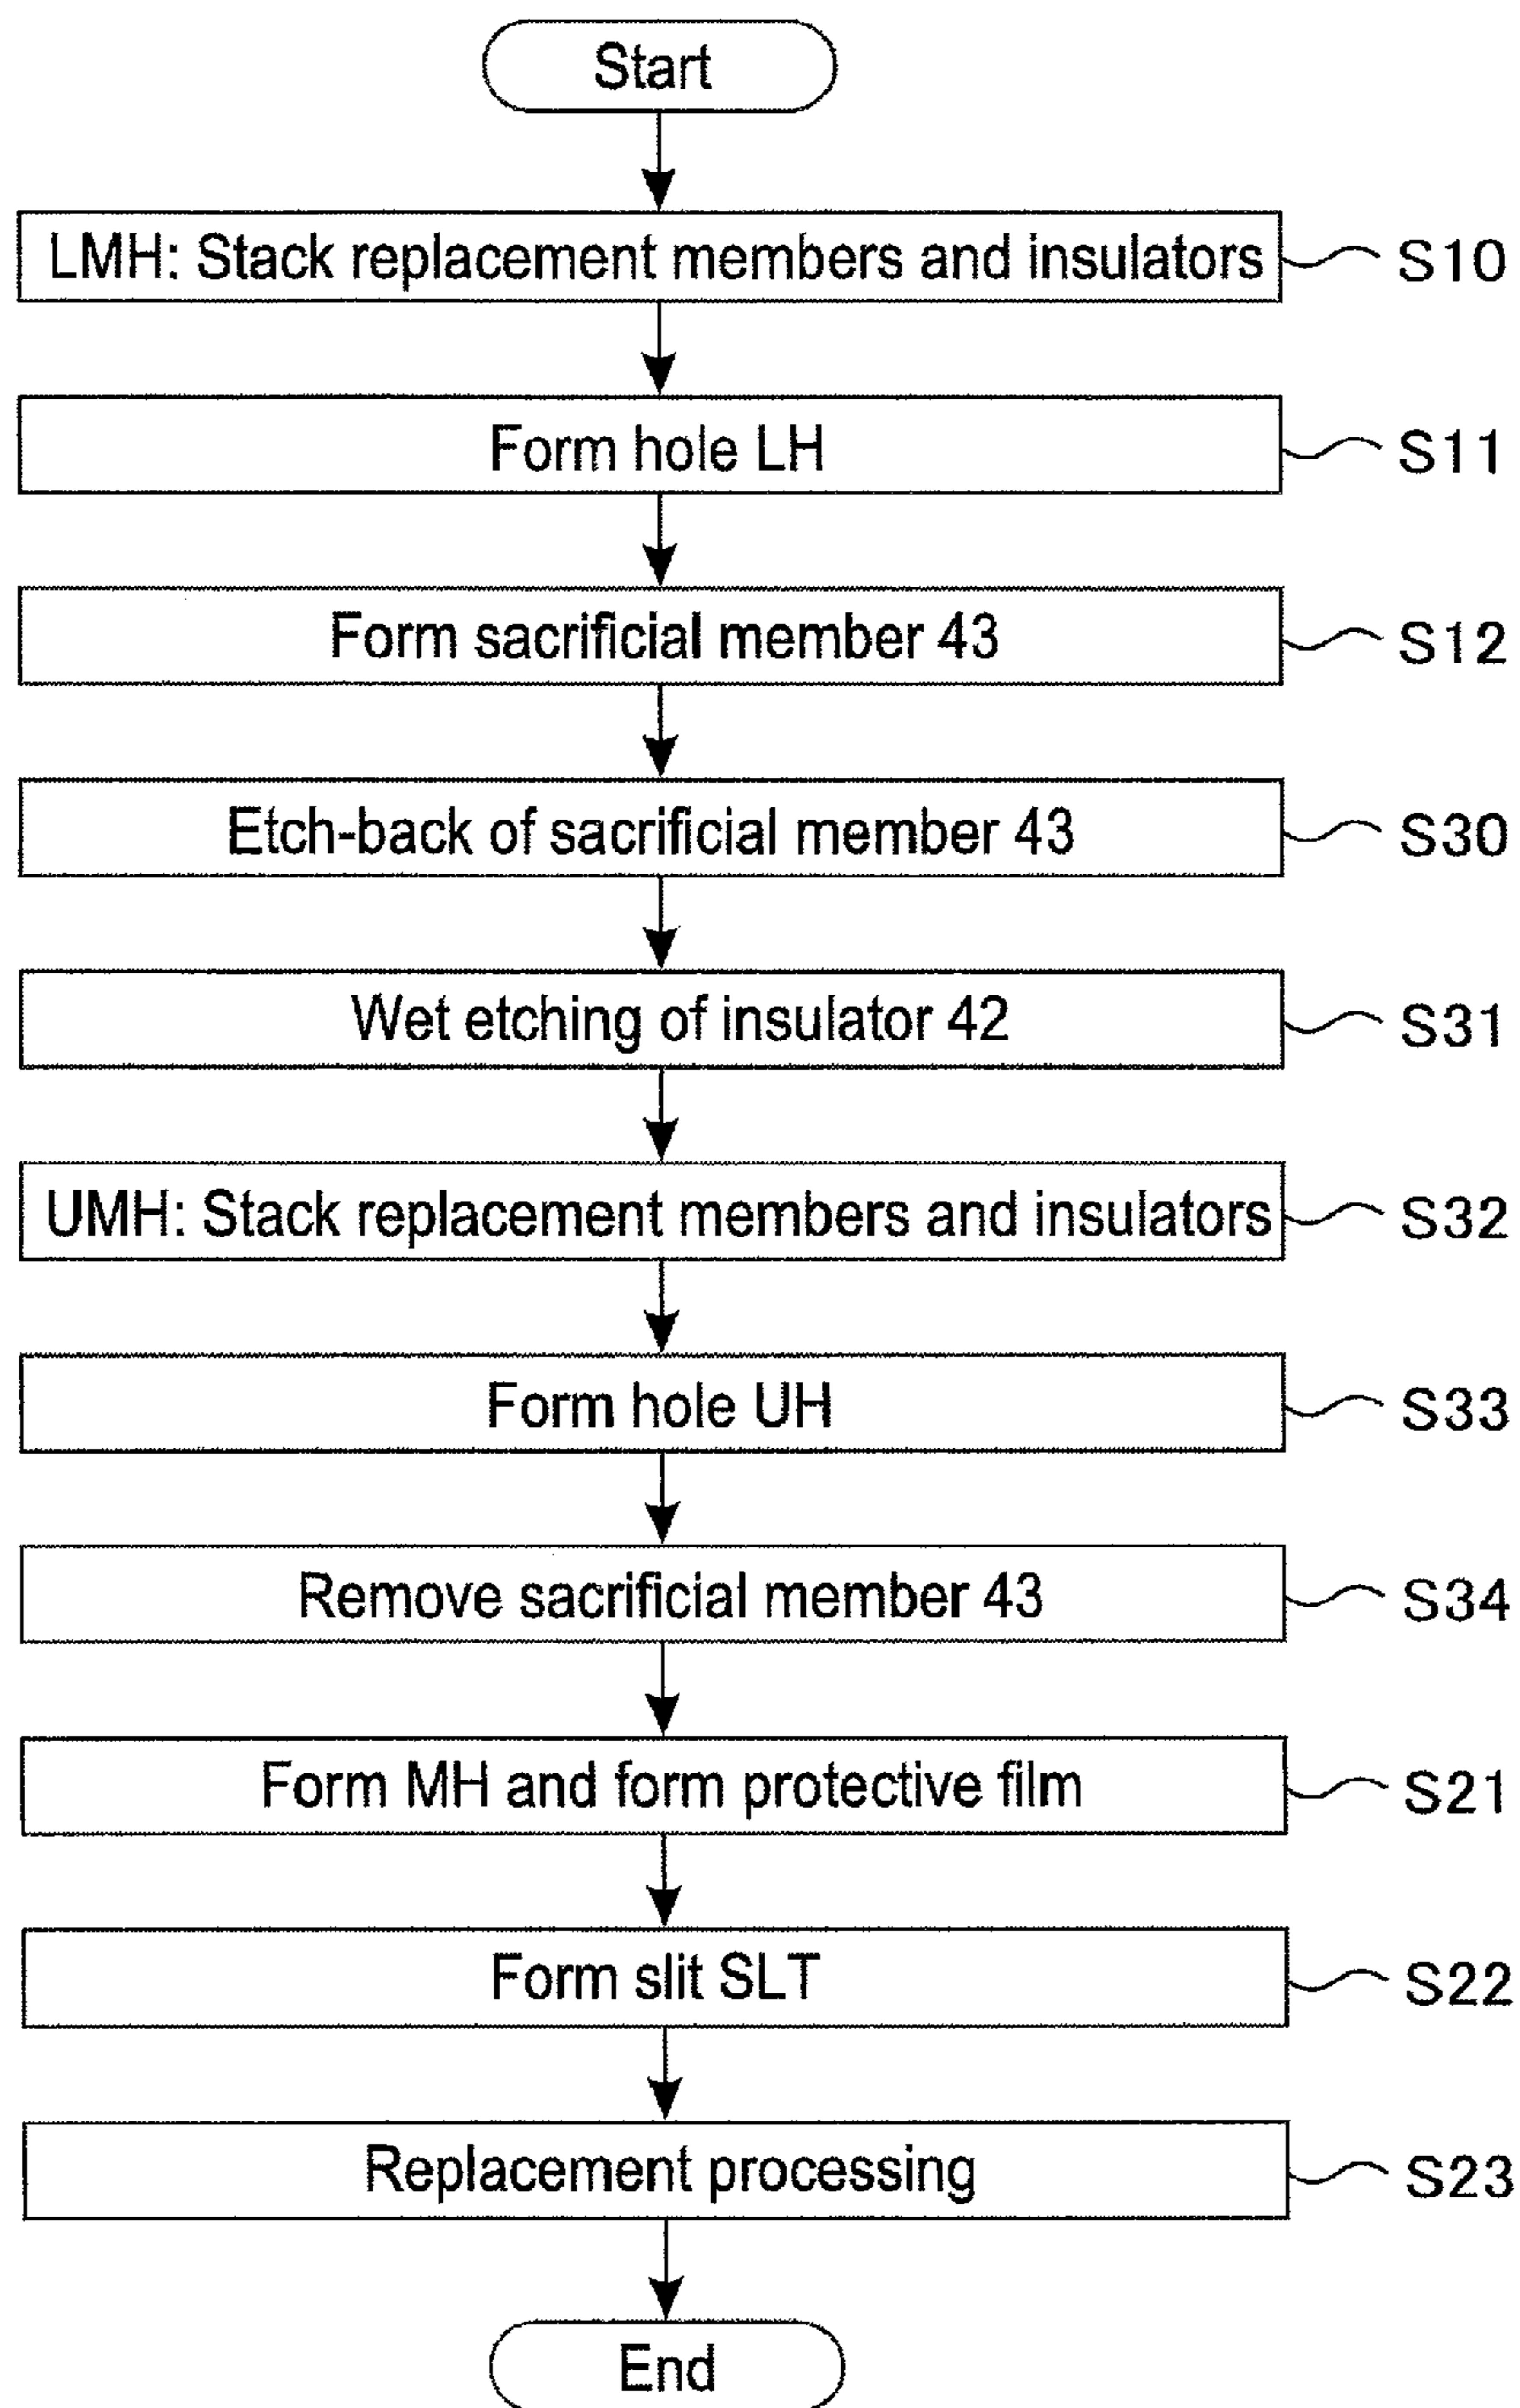 Start
LMH: Stack replacement members and insulators S10
Form hole LH S11
Form sacrificial member 43 S12
Etch-back of sacrificial member 43 S30
Wet etching of insulator 42 S31
UMH: Stack replacement members and insulators S32
Form hole UH S33
Remove sacrificial member 43 S34
Form MH and form protective film S21
Form slit SLT S22
Replacement processing S23
End